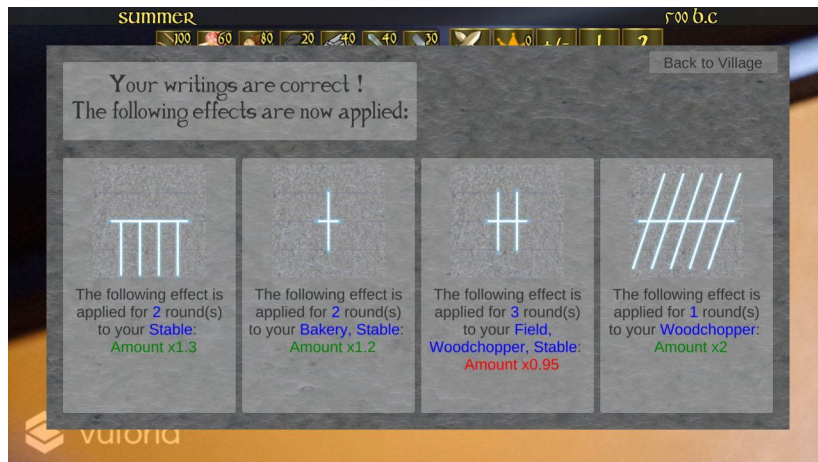 summer
500 b.c
100 60 80 20 40 40 30 0 +/- ! ?
Back to Village
Your writings are correct !
The following effects are now applied:
The following effect is
applied for 2 round(s)
to your Stable:
Amount x1.3
The following effect is
applied for 2 round(s)
to your Bakery, Stable:
Amount x1.2
The following effect is
applied for 3 round(s)
to your Field,
Woodchopper, Stable:
Amount x0.95
The following effect is
applied for 1 round(s)
to your Woodchopper:
Amount x2
vuforia